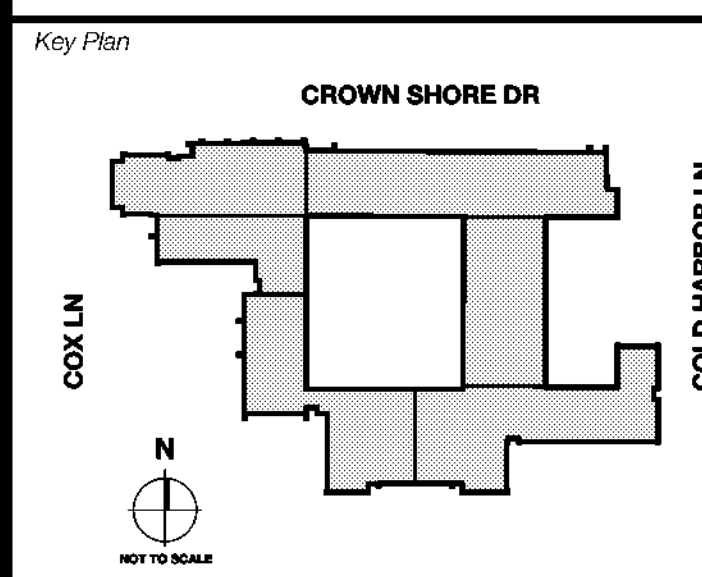 Key Plan
CROWN SHORE DR
COX LN
COLD HARBOR LN
N
NOT TO SCALE